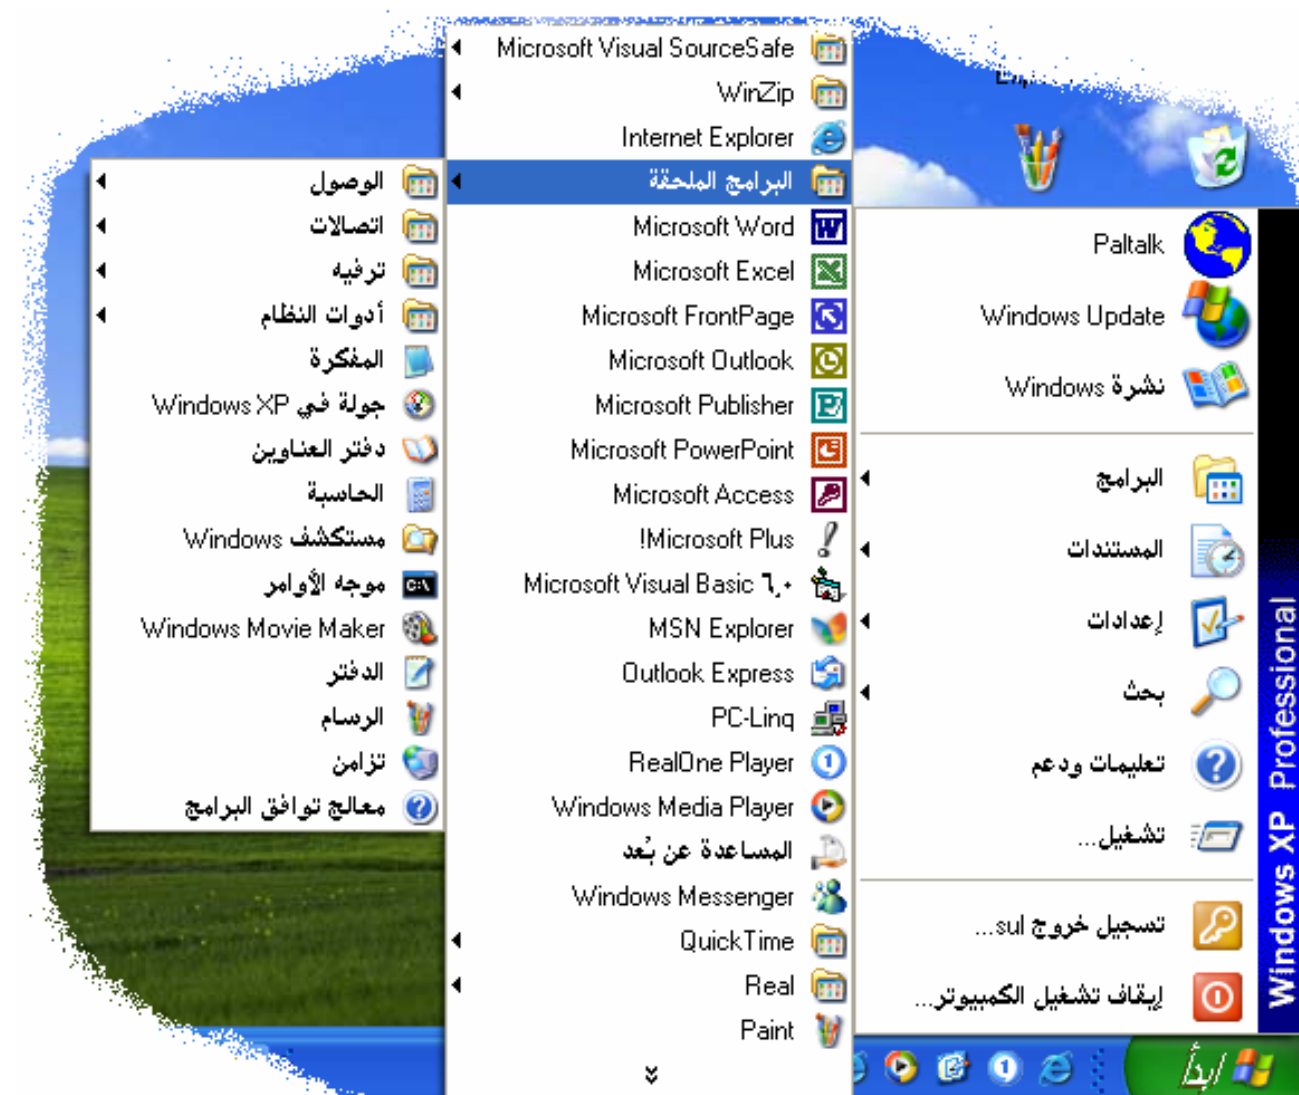 Microsoft Visual SourceSafe
WinZip
Internet Explorer
البرامج الملحقة
Microsoft Word
Microsoft Excel
Microsoft FrontPage
Microsoft Outlook
Microsoft Publisher
Microsoft PowerPoint
Microsoft Access
!Microsoft Plus
Microsoft Visual Basic ٦,٠
MSN Explorer
Outlook Express
PC-Linq
RealOne Player
Windows Media Player
المساعدة عن بُعد
Windows Messenger
QuickTime
Real
Paint
الوصول
اتصالات
ترفيه
أدوات النظام
المفكرة
جولة في Windows XP
دفتر العناوين
الحاسبة
مستكشف Windows
موجه الأوامر
C:\
Windows Movie Maker
الدفتر
الرسام
تزامن
معالج توافق البرامج
Paltalk
Windows Update
نشرة Windows
البرامج
المستندات
إعدادات
بحث
تعليمات ودعم
تشغيل...
تسجيل خروج sul...
إيقاف تشغيل الكمبيوتر...
Windows XP Professional
ابدأ